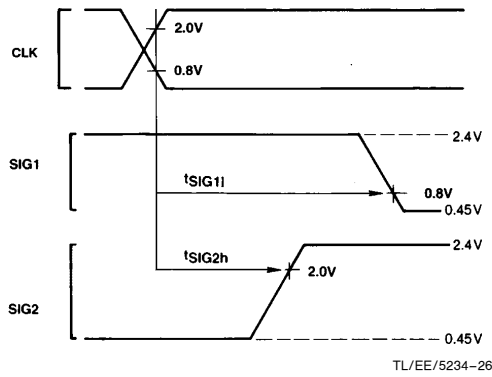 2.0V
CLK
0.8V
2.4V
SIG1
tSIG1l
0.8V
0.45V
2.4V
tSIG2h
2.0V
SIG2
0.45V
TL/EE/5234–26